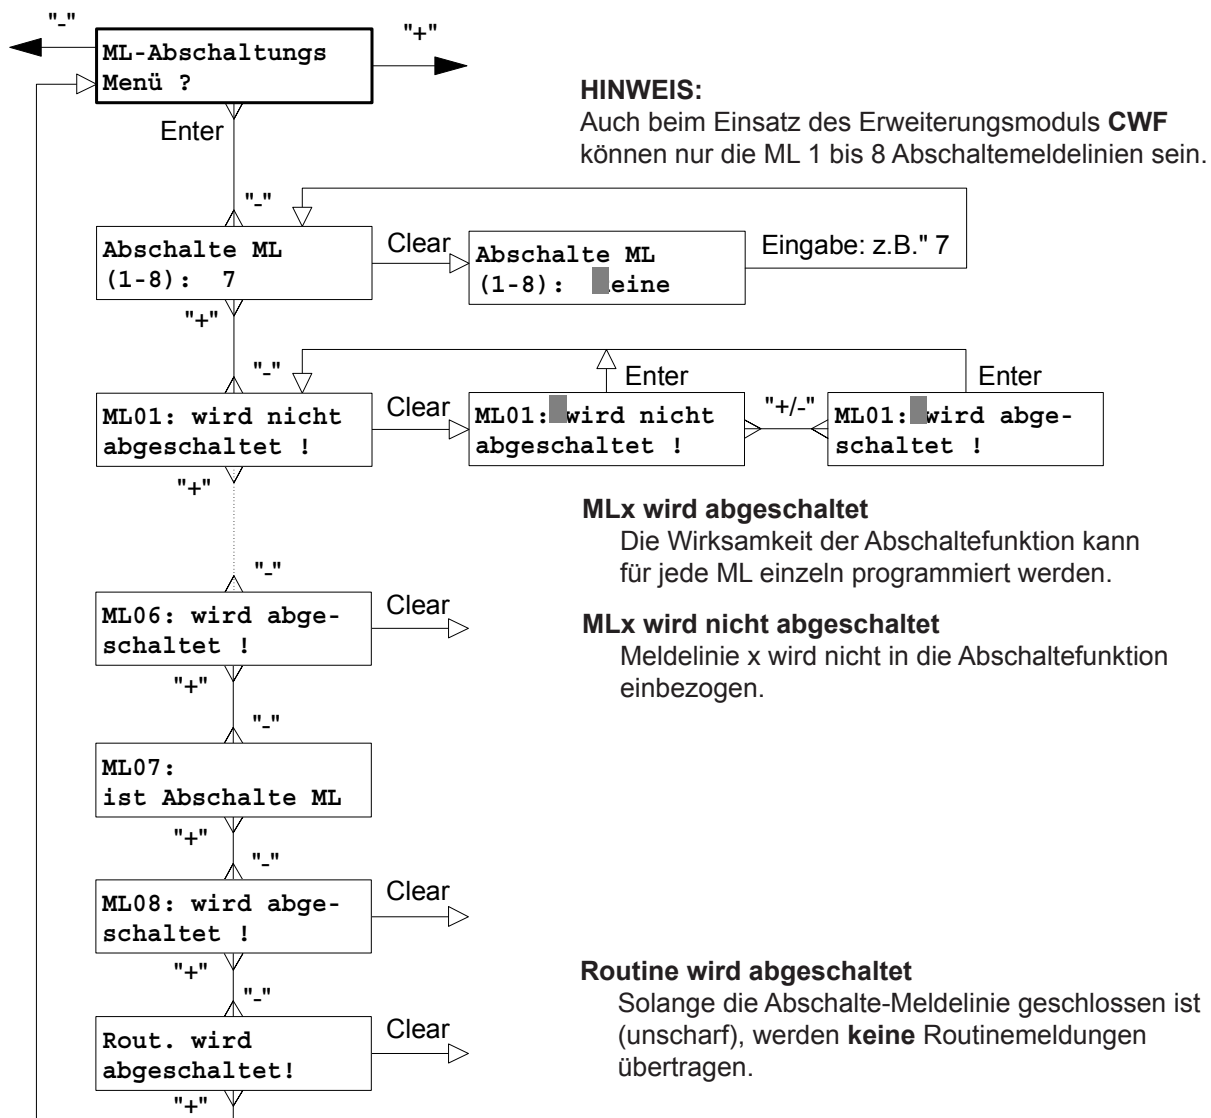 "-"
ML-Abschaltungs
Menü ?
"+"
Enter
HINWEIS:
Auch beim Einsatz des Erweiterungsmoduls CWF
können nur die ML 1 bis 8 Abschaltemeldelinien sein.
"-"
Abschalte ML
(1-8): 7
Clear
Abschalte ML
(1-8): eine
Eingabe: z.B." 7
"+"
"-"
ML01: wird nicht
abgeschaltet !
Clear
ML01: wird nicht
abgeschaltet !
Enter
"+/-"
ML01: wird abge-
schaltet !
Enter
"+"
MLx wird abgeschaltet
Die Wirksamkeit der Abschaltefunktion kann
für jede ML einzeln programmiert werden.
"-"
ML06: wird abge-
schaltet !
Clear
MLx wird nicht abgeschaltet
Meldelinie x wird nicht in die Abschaltefunktion
einbezogen.
"+"
"-"
ML07:
ist Abschalte ML
"+"
"-"
ML08: wird abge-
schaltet !
Clear
"+"
"-"
Rout. wird
abgeschaltet!
Clear
Routine wird abgeschaltet
Solange die Abschalte-Meldelinie geschlossen ist
(unscharf), werden keine Routinemeldungen
übertragen.
"+"